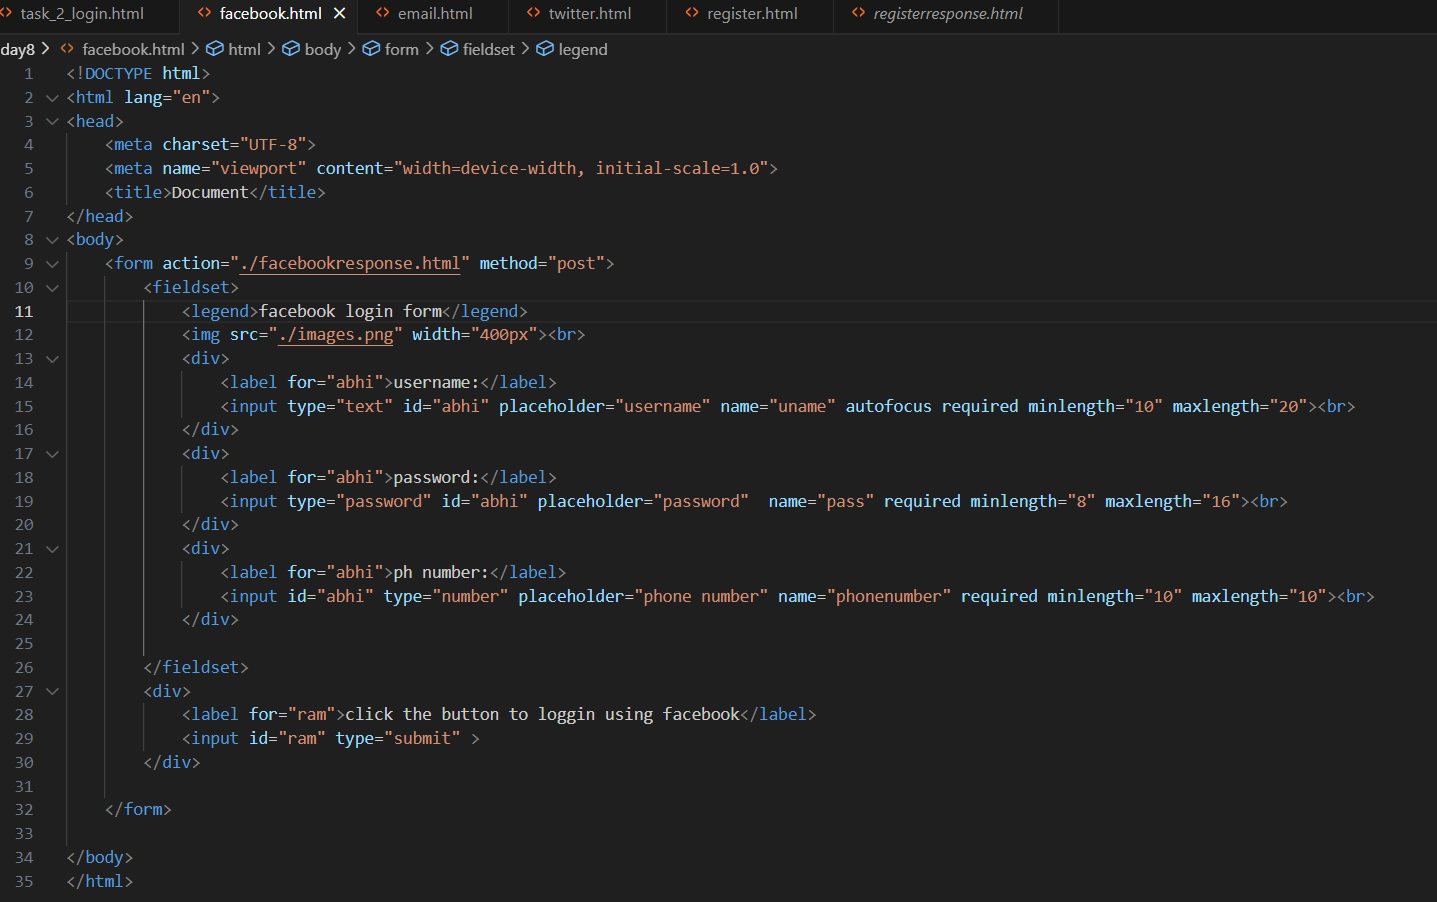 task_2_login.html facebook.html email.html twitter.html register.html registerresponse.html
day8 > facebook.html > html > body > form > fieldset > legend
1 <!DOCTYPE html>
2 <html lang="en">
3 <head>
4 <meta charset="UTF-8">
5 <meta name="viewport" content="width=device-width, initial-scale=1.0">
6 <title>Document</title>
7 </head>
8 <body>
9 <form action="./facebookresponse.html" method="post">
10 <fieldset>
11 <legend>facebook login form</legend>
12 <img src="./images.png" width="400px"><br>
13 <div>
14 <label for="abhi">username:</label>
15 <input type="text" id="abhi" placeholder="username" name="uname" autofocus required minlength="10" maxlength="20"><br>
16 </div>
17 <div>
18 <label for="abhi">password:</label>
19 <input type="password" id="abhi" placeholder="password"  name="pass" required minlength="8" maxlength="16"><br>
20 </div>
21 <div>
22 <label for="abhi">ph number:</label>
23 <input id="abhi" type="number" placeholder="phone number" name="phonenumber" required minlength="10" maxlength="10"><br>
24 </div>
25
26 </fieldset>
27 <div>
28 <label for="ram">click the button to loggin using facebook</label>
29 <input id="ram" type="submit" >
30 </div>
31
32 </form>
33
34 </body>
35 </html>